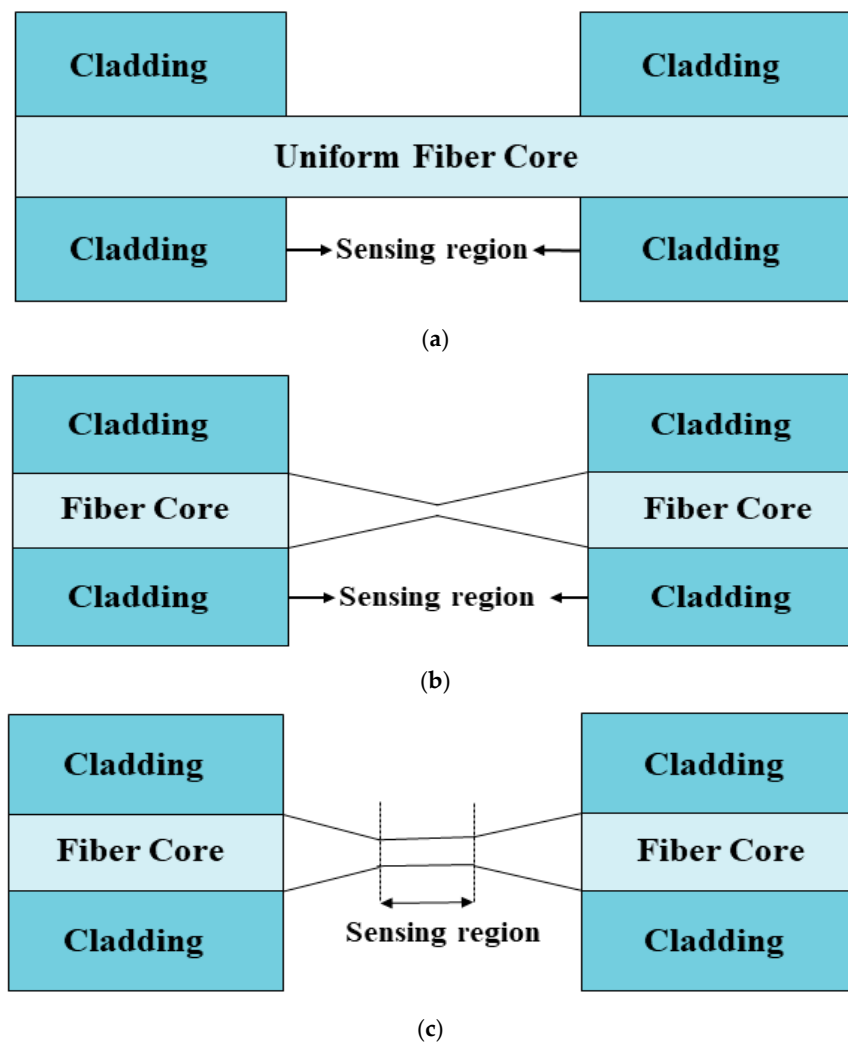 Cladding Cladding
Uniform Fiber Core
Cladding Sensing region Cladding
(a)
Cladding Cladding
Fiber Core Fiber Core
Cladding Sensing region Cladding
(b)
Cladding Cladding
Fiber Core Fiber Core
Cladding Sensing region Cladding
(c)